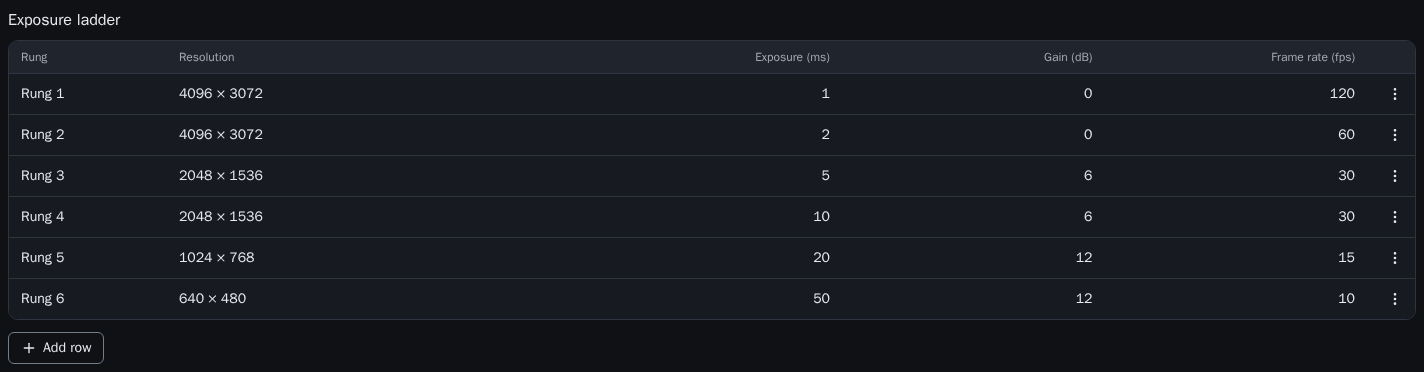 Exposure ladder
Rung Resolution Exposure (ms) Gain (dB) Frame rate (fps)
Rung 1 4096 × 3072 1 0 120
Rung 2 4096 × 3072 2 0 60
Rung 3 2048 × 1536 5 6 30
Rung 4 2048 × 1536 10 6 30
Rung 5 1024 × 768 20 12 15
Rung 6 640 × 480 50 12 10
Add row